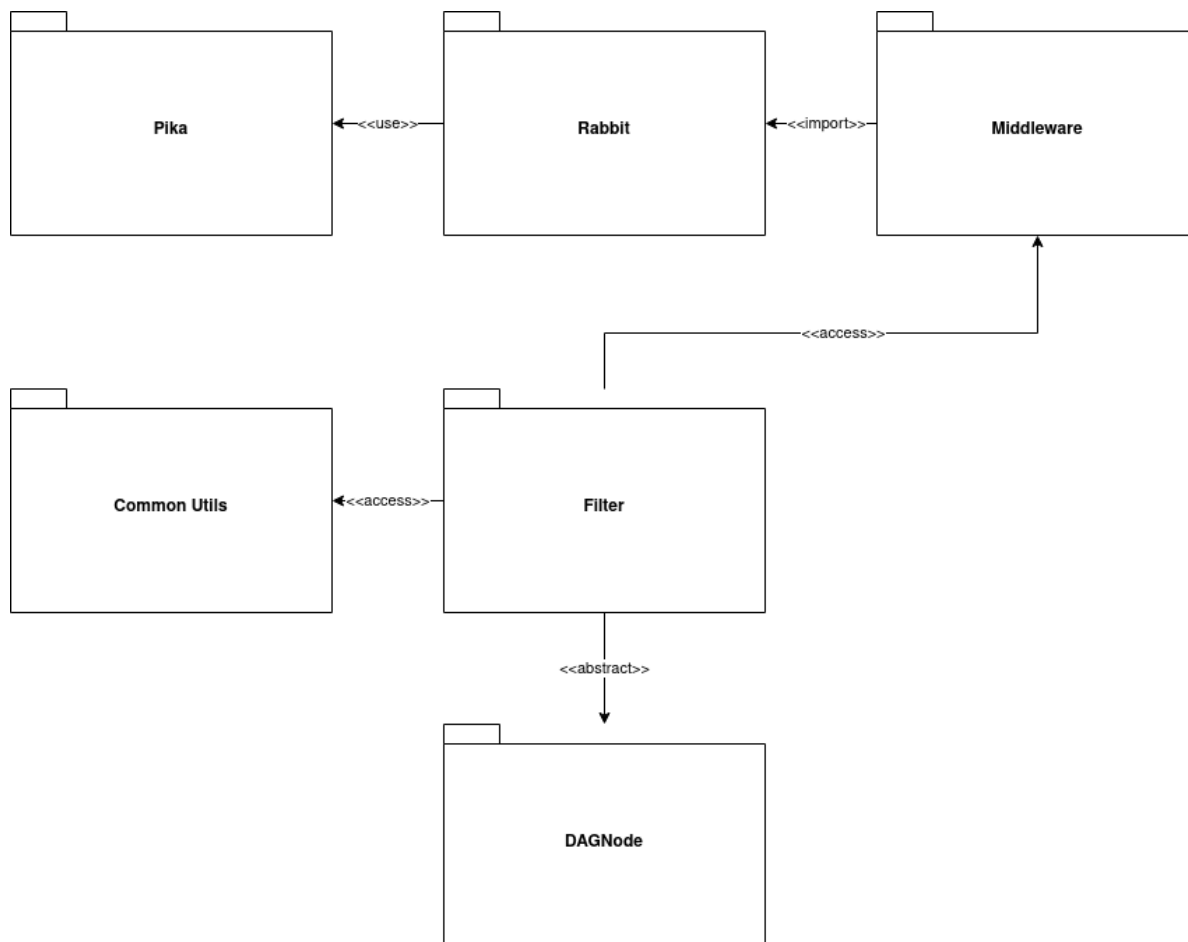 Pika
<<use>>
Rabbit
<<import>>
Middleware
<<access>>
Common Utils
<<access>>
Filter
<<abstract>>
DAGNode